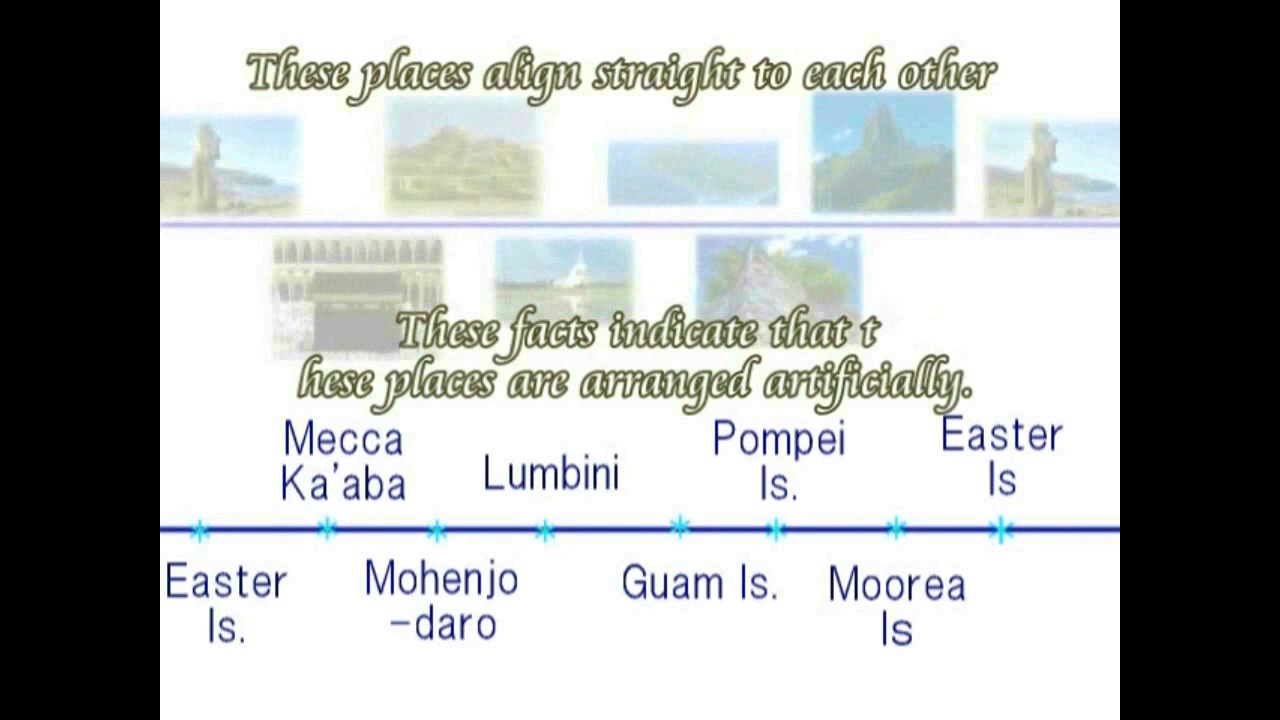 These places align straight to each other
These facts indicate that t
hese places are arranged artificially.
Mecca
Ka'aba
Lumbini
Pompei
Is.
Easter
Is
Easter
Is.
Mohenjo
-daro
Guam Is.
Moorea
Is